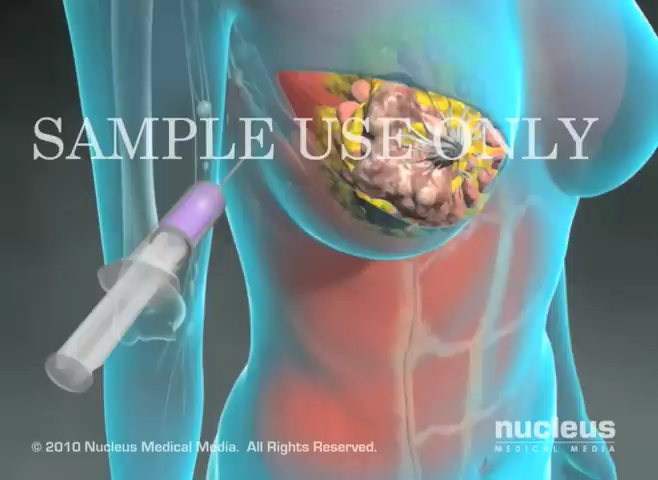 SAMPLE USE ONLY
© 2010 Nucleus Medical Media. All Rights Reserved.
nucleus
MEDICAL MEDIA